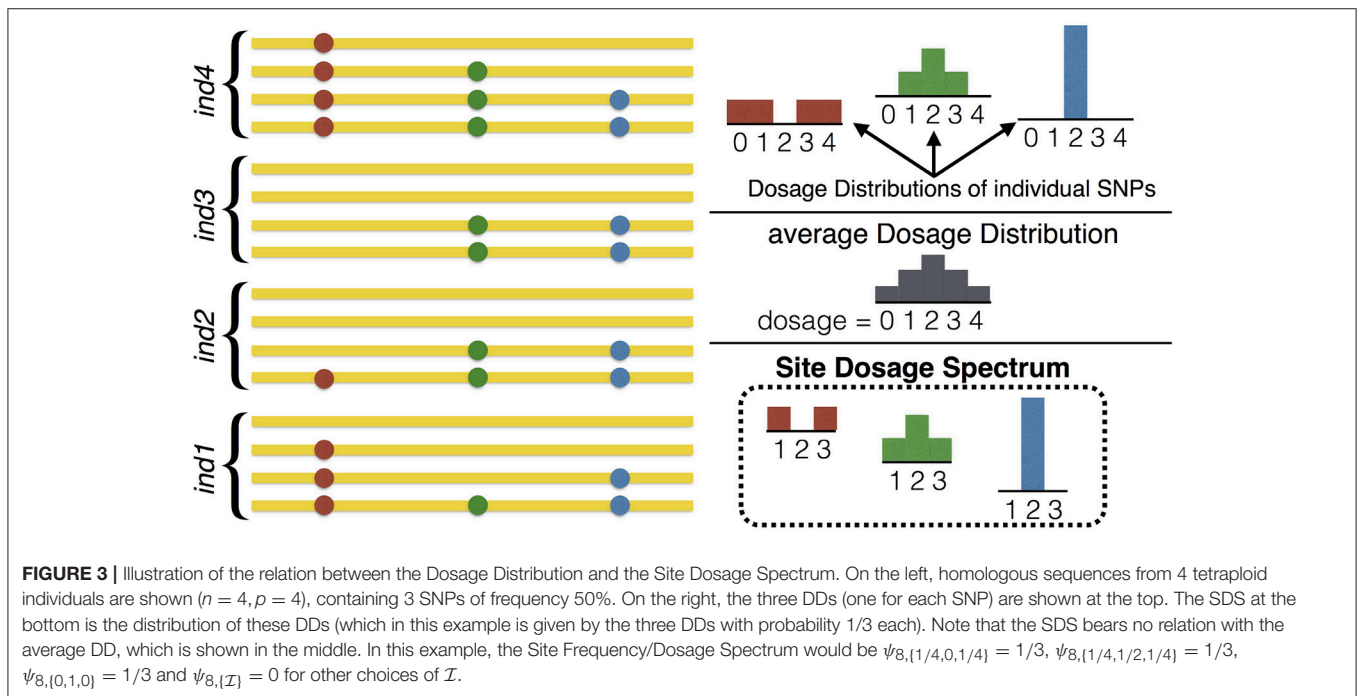 ind4
ind3
ind2
ind1
0 1 2 3 4
0 1 2 3 4
0 1 2 3 4
Dosage Distributions of individual SNPs
average Dosage Distribution
dosage = 0 1 2 3 4
Site Dosage Spectrum
1 2 3
1 2 3
1 2 3
FIGURE 3 | Illustration of the relation between the Dosage Distribution and the Site Dosage Spectrum. On the left, homologous sequences from 4 tetraploid
individuals are shown (n = 4, p = 4), containing 3 SNPs of frequency 50%. On the right, the three DDs (one for each SNP) are shown at the top. The SDS at the
bottom is the distribution of these DDs (which in this example is given by the three DDs with probability 1/3 each). Note that the SDS bears no relation with the
average DD, which is shown in the middle. In this example, the Site Frequency/Dosage Spectrum would be ψ8,{1/4,0,1/4} = 1/3, ψ8,{1/4,1/2,1/4} = 1/3,
ψ8,{0,1,0} = 1/3 and ψ8,{ℐ} = 0 for other choices of ℐ.